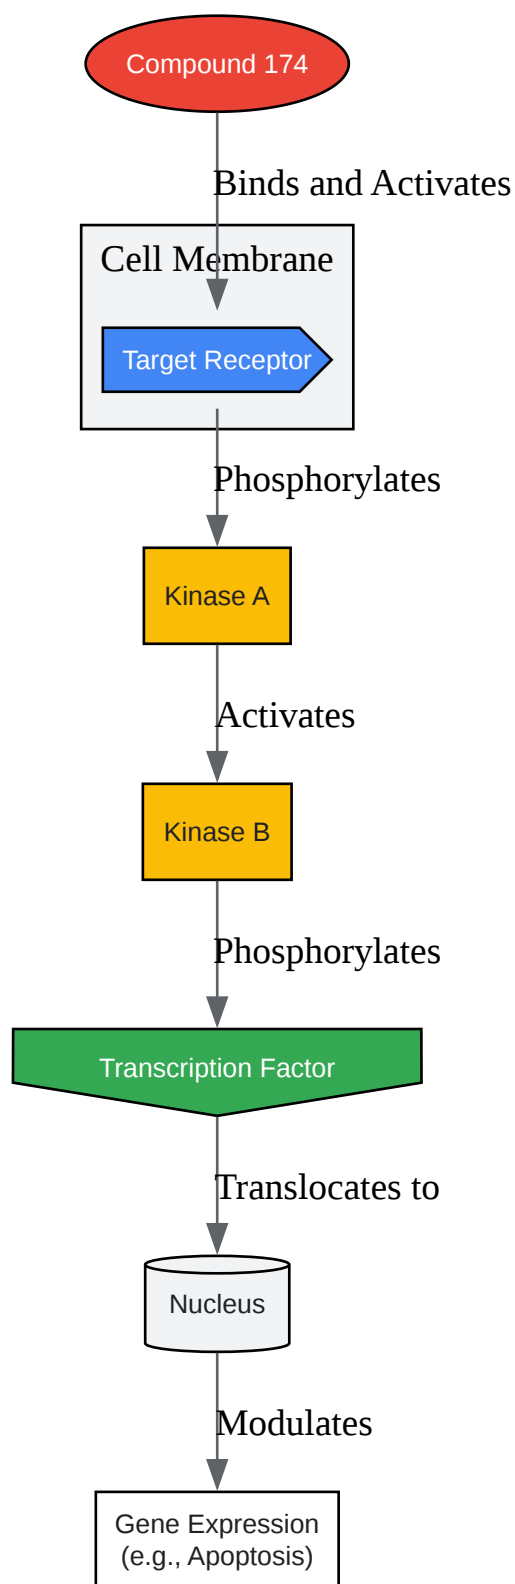 Compound 174
Binds and Activates
Cell Membrane
Target Receptor
Phosphorylates
Kinase A
Activates
Kinase B
Phosphorylates
Transcription Factor
Translocates to
Nucleus
Modulates
Gene Expression
(e.g., Apoptosis)